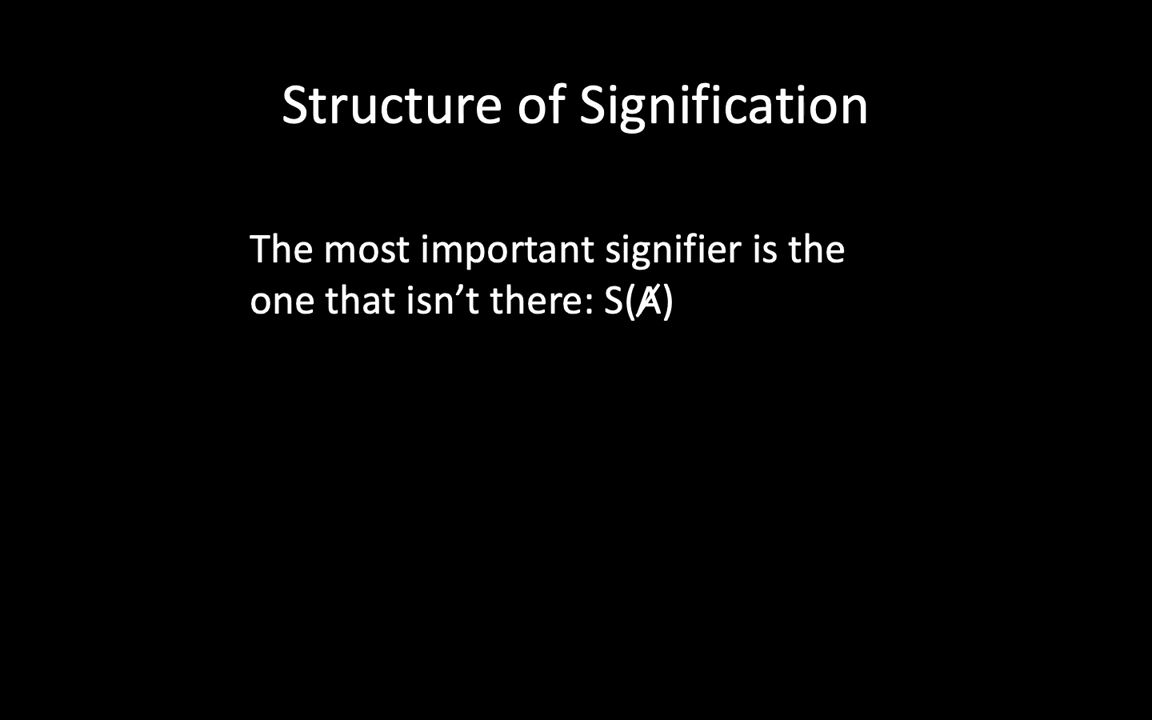 Structure of Signification
The most important signifier is the
one that isn’t there: S(Ⱥ)